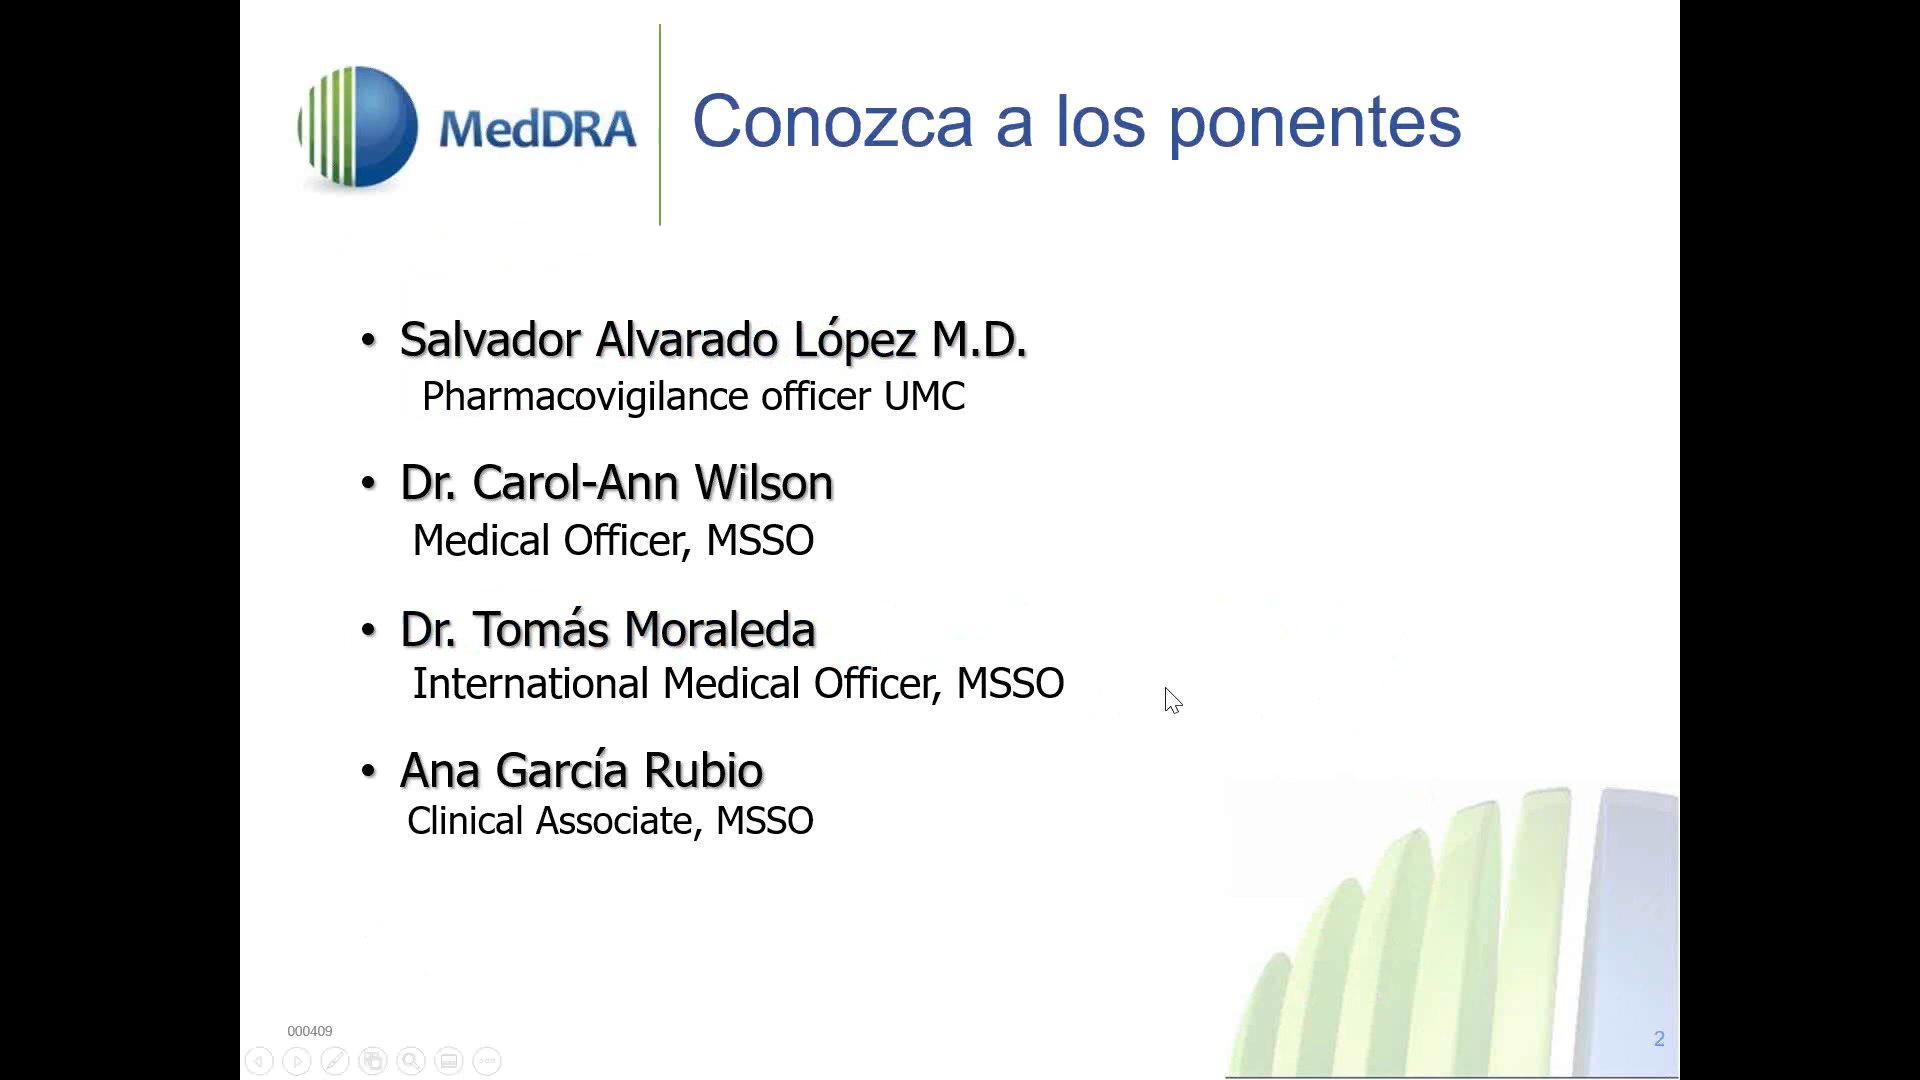 MedDRA
Conozca a los ponentes
• Salvador Alvarado López M.D.
Pharmacovigilance officer UMC
• Dr. Carol-Ann Wilson
Medical Officer, MSSO
• Dr. Tomás Moraleda
International Medical Officer, MSSO
• Ana García Rubio
Clinical Associate, MSSO
000409
2